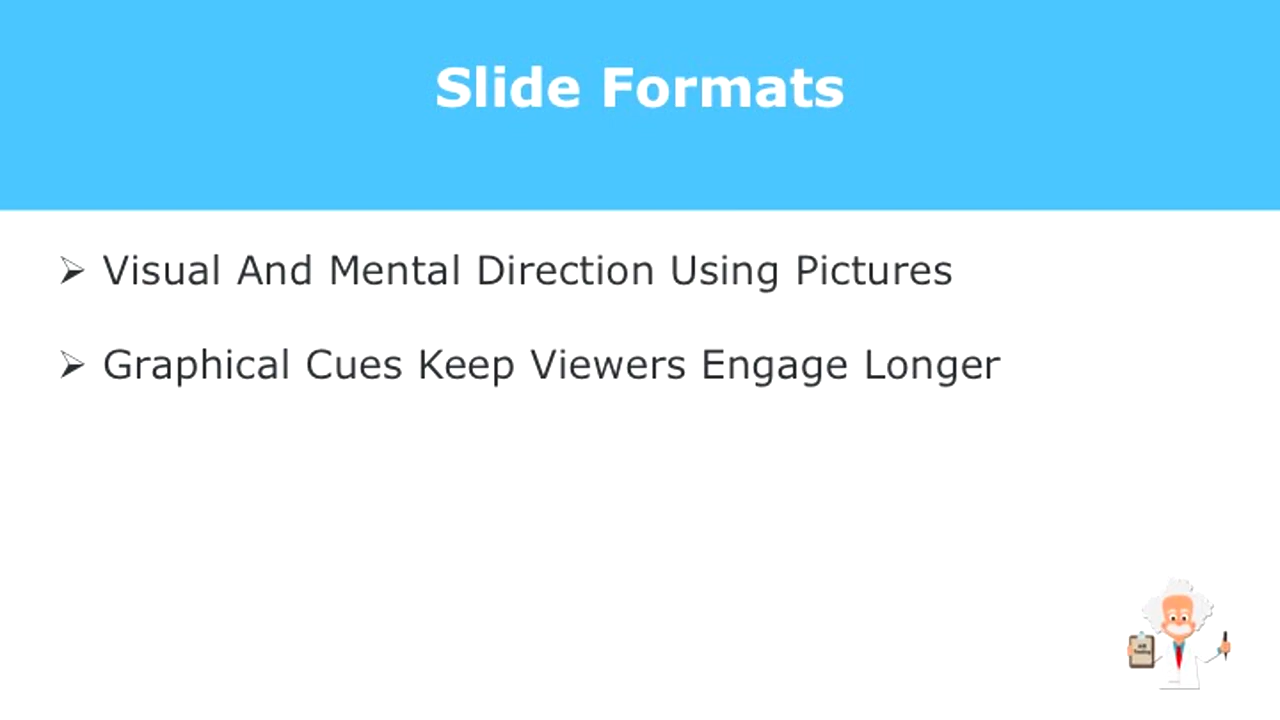 Slide Formats
Visual And Mental Direction Using Pictures
Graphical Cues Keep Viewers Engage Longer